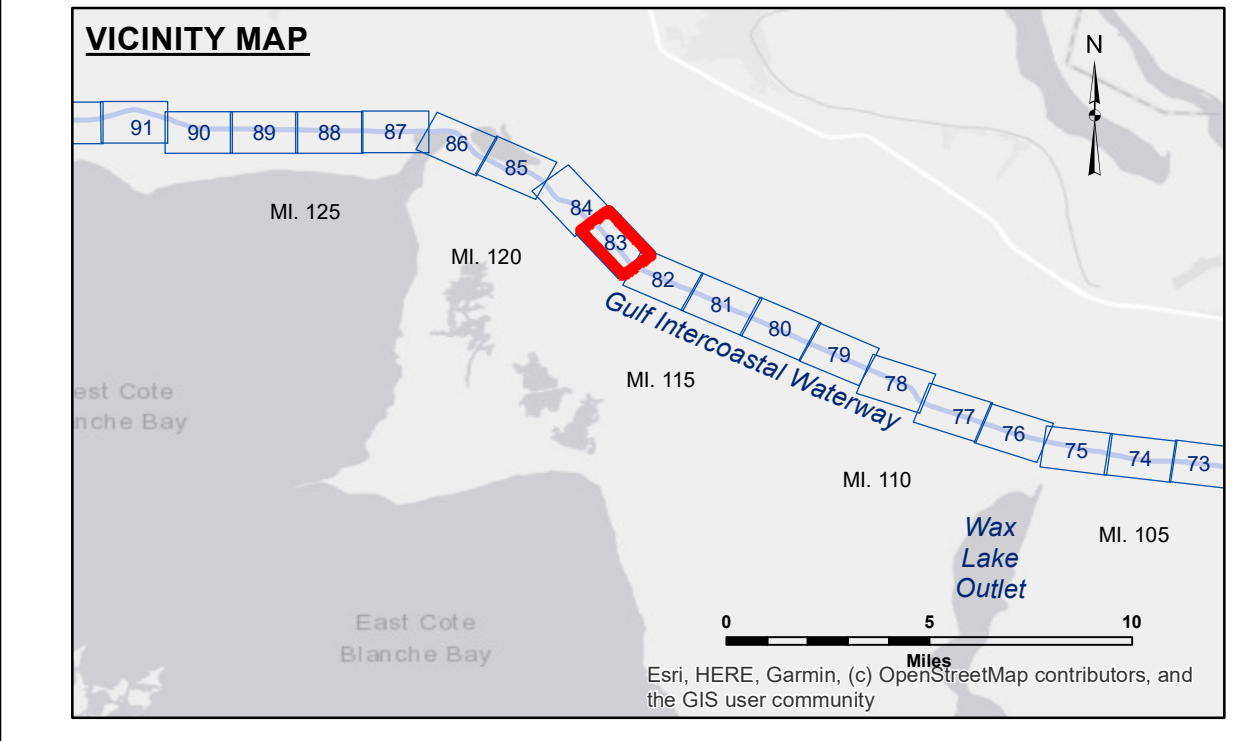 VICINITY MAP
N
91
90
89
88
87
86
85
84
83
82
81
80
79
78
77
76
75
74
73
MI. 125
MI. 120
Gulf Intercoastal Waterway
MI. 115
est Cote
nche Bay
MI. 110
Wax
Lake
Outlet
MI. 105
East Cote
Blanche Bay
0 5 10
Miles
Esri, HERE, Garmin, (c) OpenStreetMap contributors, and
the GIS user community